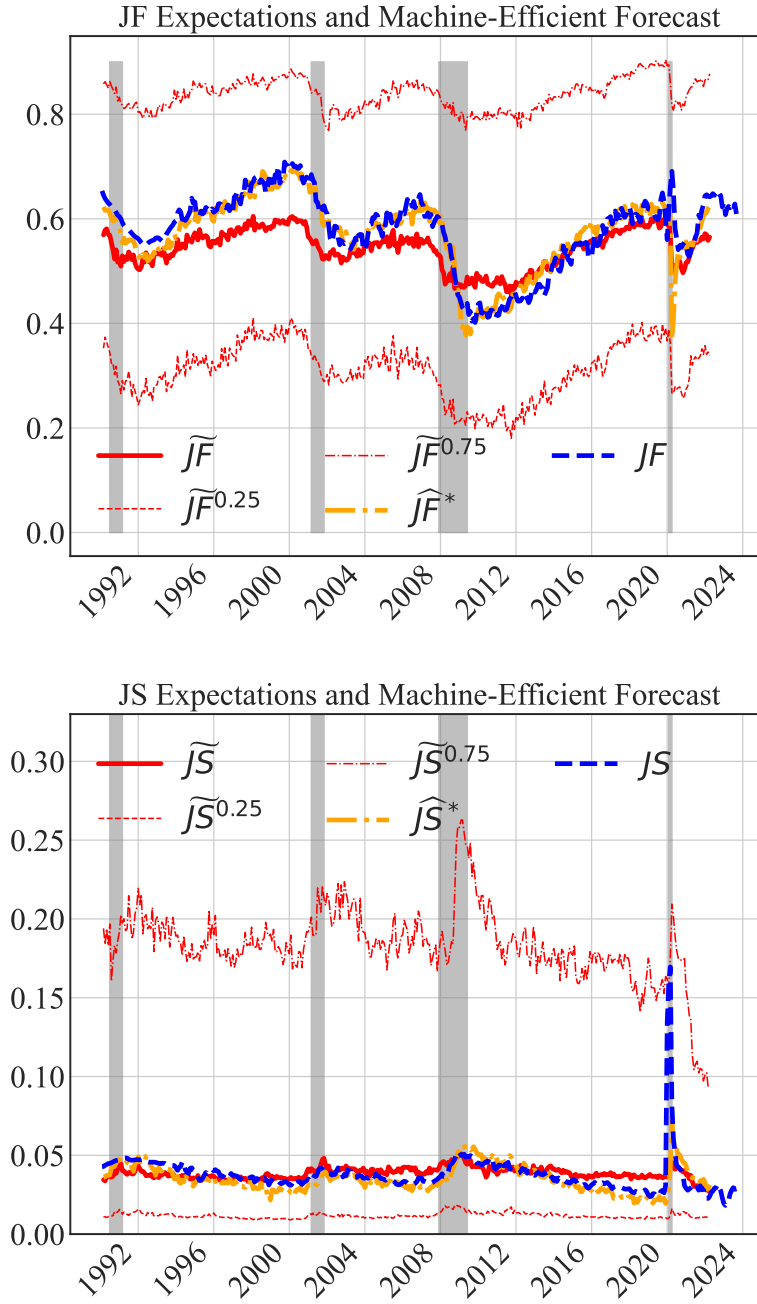 JF Expectations and Machine-Efficient Forecast
0.8
0.6
0.4
0.2
0.0
J͠F J͠F^0.75 JF
J͠F^0.25 ĴF^*
1992 1996 2000 2004 2008 2012 2016 2020 2024
JS Expectations and Machine-Efficient Forecast
0.30
0.25
0.20
0.15
0.10
0.05
0.00
J͠S J͠S^0.75 JS
J͠S^0.25 ĴS^*
1992 1996 2000 2004 2008 2012 2016 2020 2024